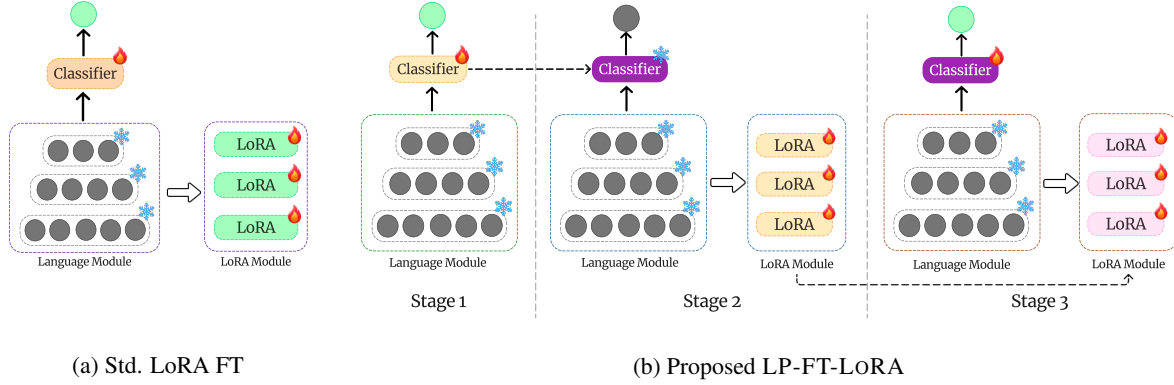 Classifier
LoRA
LoRA
LoRA
Language Module
LoRA Module
(a) Std. LoRA FT
Classifier
Language Module
Stage 1
Classifier
LoRA
LoRA
LoRA
Language Module
LoRA Module
Stage 2
Classifier
LoRA
LoRA
LoRA
Language Module
LoRA Module
Stage 3
(b) Proposed LP-FT-LORA